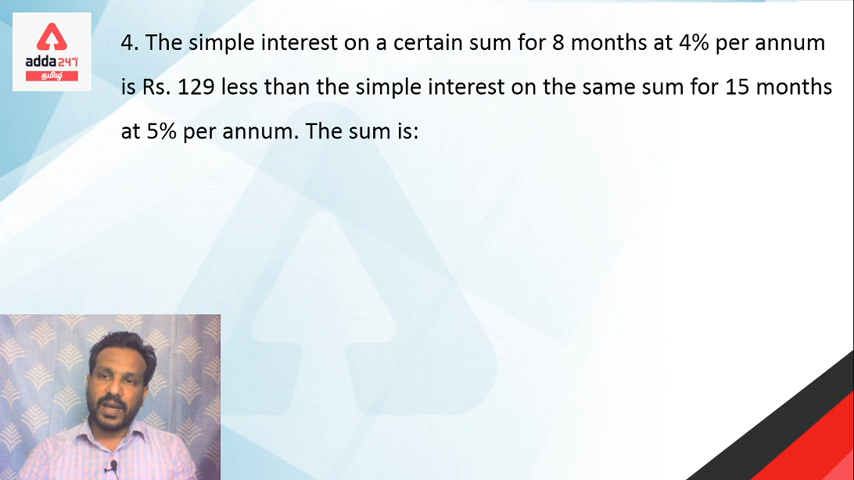 adda247
தமிழ்
4. The simple interest on a certain sum for 8 months at 4% per annum
is Rs. 129 less than the simple interest on the same sum for 15 months
at 5% per annum. The sum is: